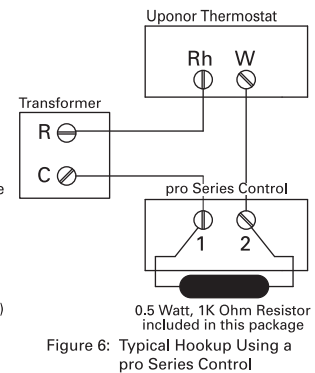 Uponor Thermostat
Rh W
Transformer
R
C
e
pro Series Control
1 2
)
0.5 Watt, 1K Ohm Resistor
included in this package
Figure 6: Typical Hookup Using a
pro Series Control